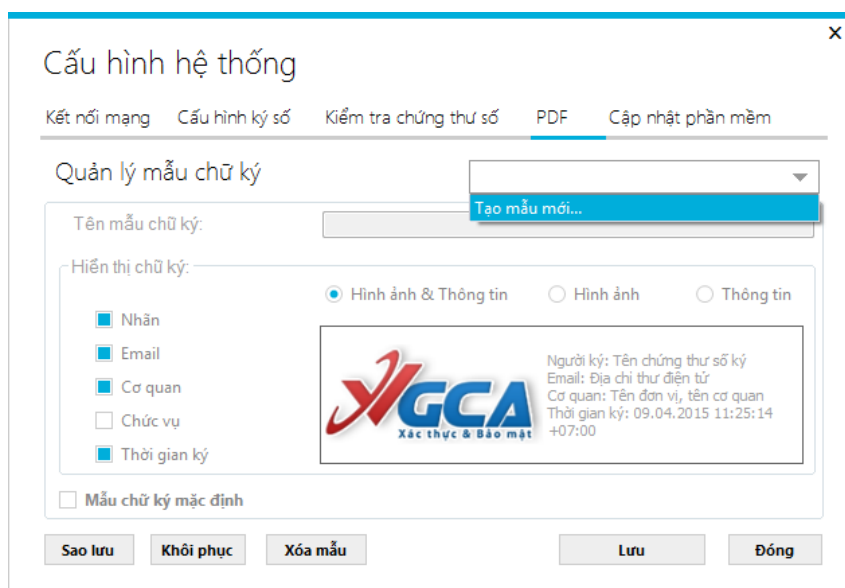 Cấu hình hệ thống
Kết nối mạng Cấu hình ký số Kiểm tra chứng thư số PDF Cập nhật phần mềm
Quản lý mẫu chữ ký
Tạo mẫu mới...
Tên mẫu chữ ký:
Hiển thị chữ ký:
Hình ảnh & Thông tin Hình ảnh Thông tin
Nhãn
Email
Cơ quan
Chức vụ
Thời gian ký
VGCA
Xác thực & Bảo mật
Người ký: Tên chứng thư số ký
Email: Địa chỉ thư điện tử
Cơ quan: Tên đơn vị, tên cơ quan
Thời gian ký: 09.04.2015 11:25:14
+07:00
Mẫu chữ ký mặc định
Sao lưu Khôi phục Xóa mẫu Lưu Đóng